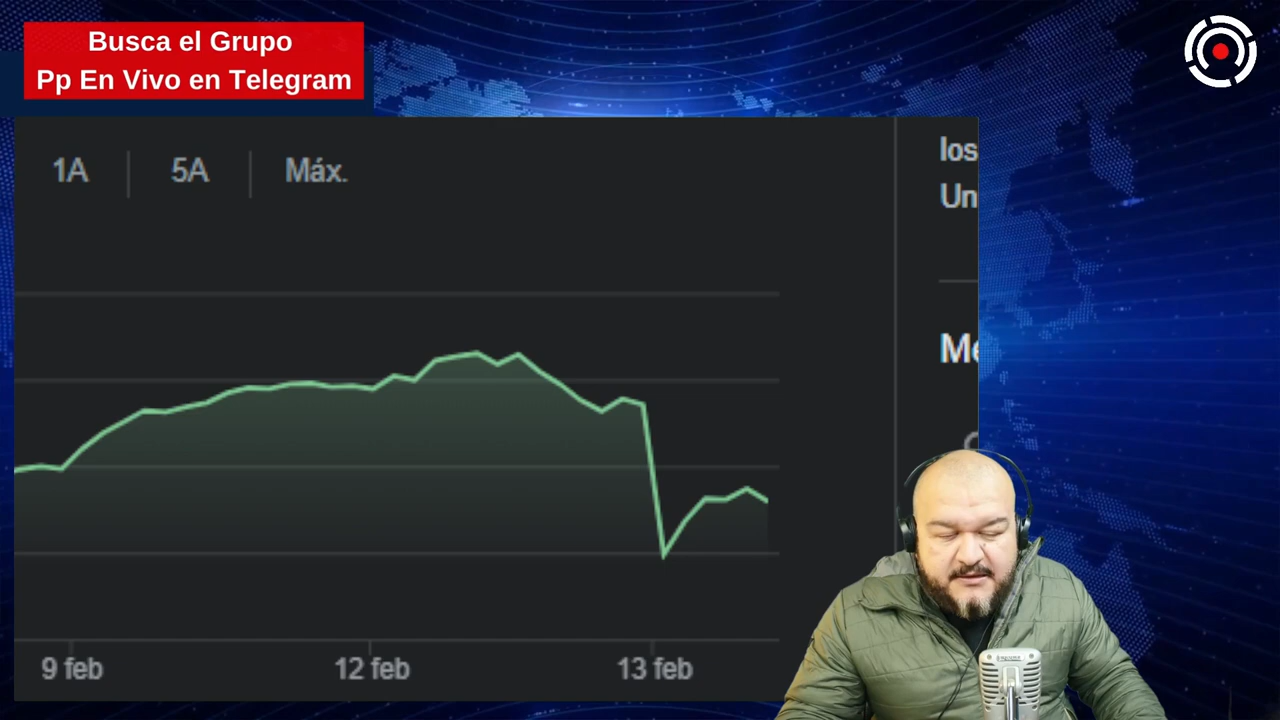 Busca el Grupo
Pp En Vivo en Telegram
1A 5A Máx.
los
Un
Me
9 feb 12 feb 13 feb